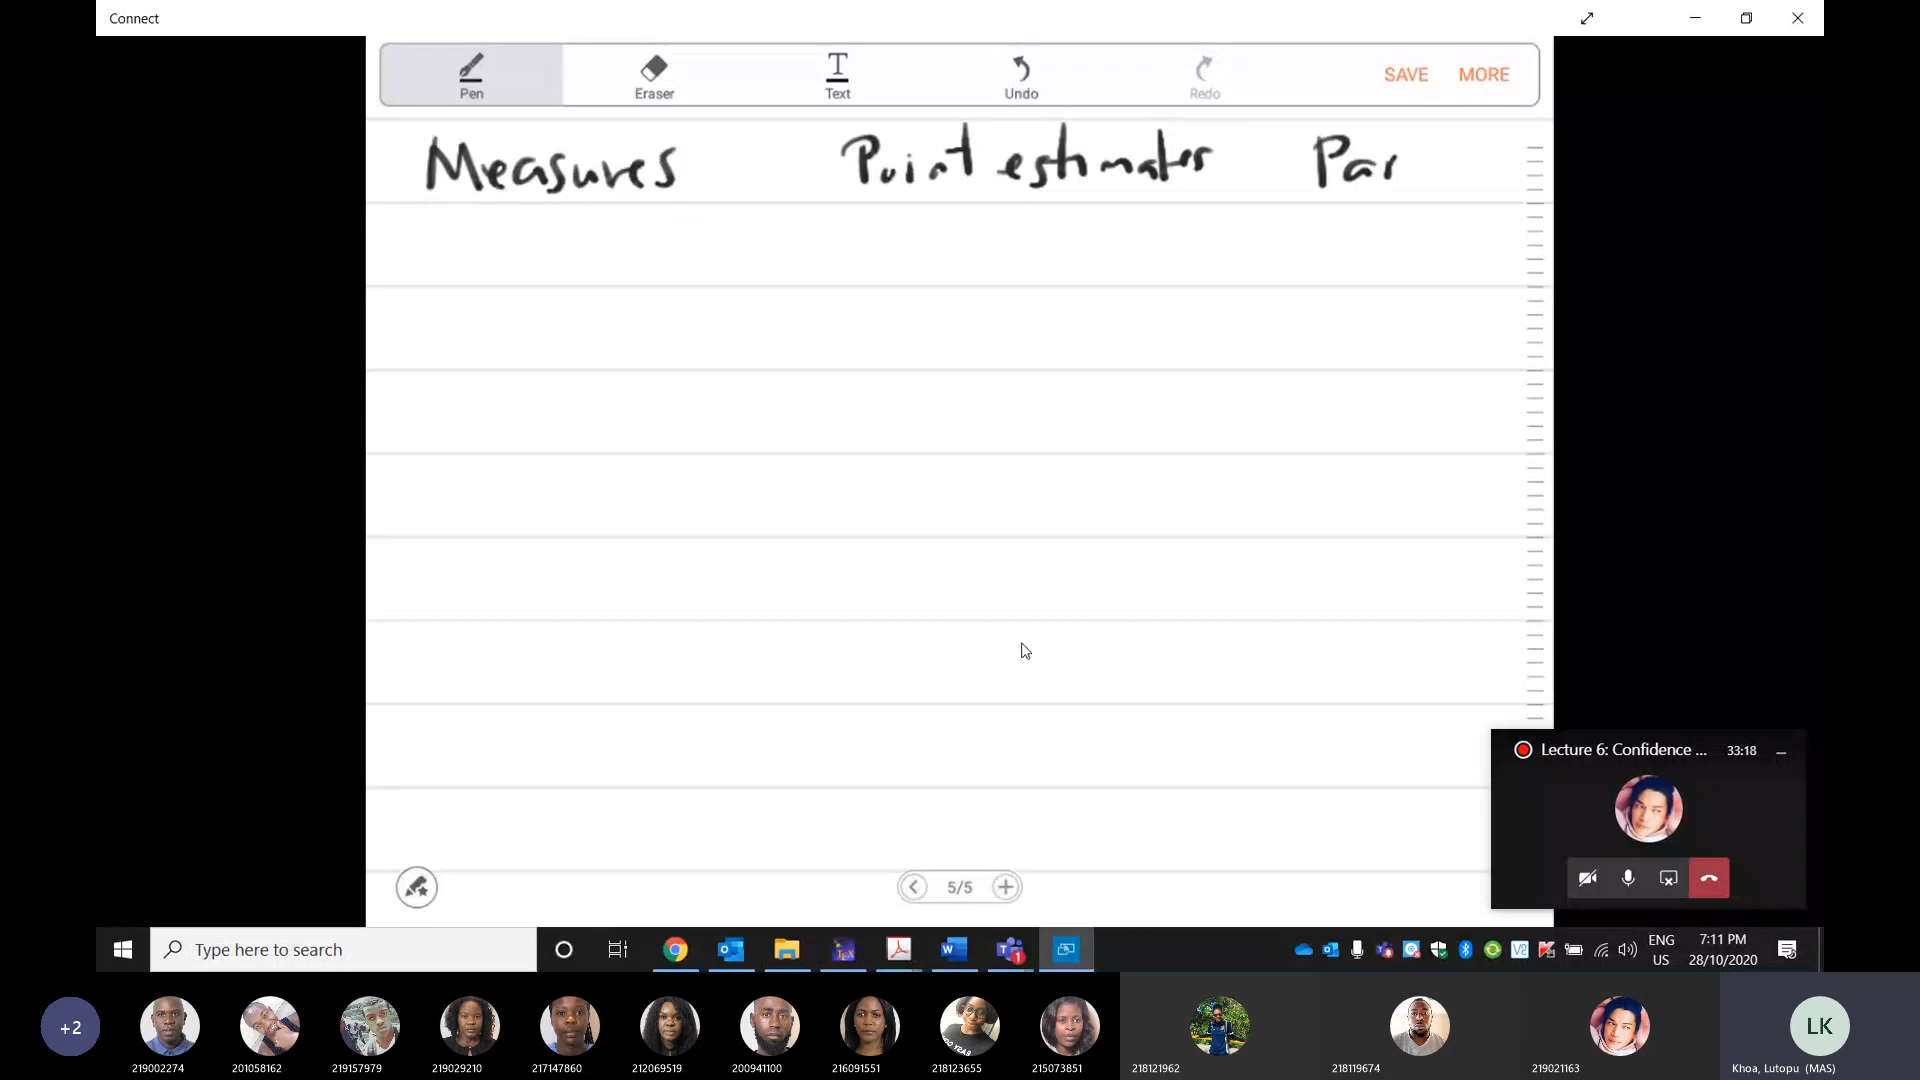 Connect
Pen
Eraser
Text
Undo
Redo
SAVE
MORE
Measures Point estimates Par
Lecture 6: Confidence ... 33:18
5/5
Type here to search
ENG
US
7:11 PM
28/10/2020
+2
LK
219002274
201058162
219157979
219029210
217147860
212069519
200941100
216091551
218123655
215073851
218121962
218119674
219021163
Khoa, Lutopu (MAS)